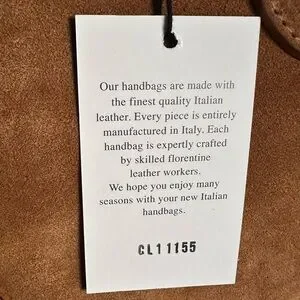 Our handbags are made with
the finest quality Italian
leather. Every piece is entirely
manufactured in Italy. Each
handbag is expertly crafted
by skilled florentine
leather workers.
We hope you enjoy many
seasons with your new Italian
handbags.
CL11155